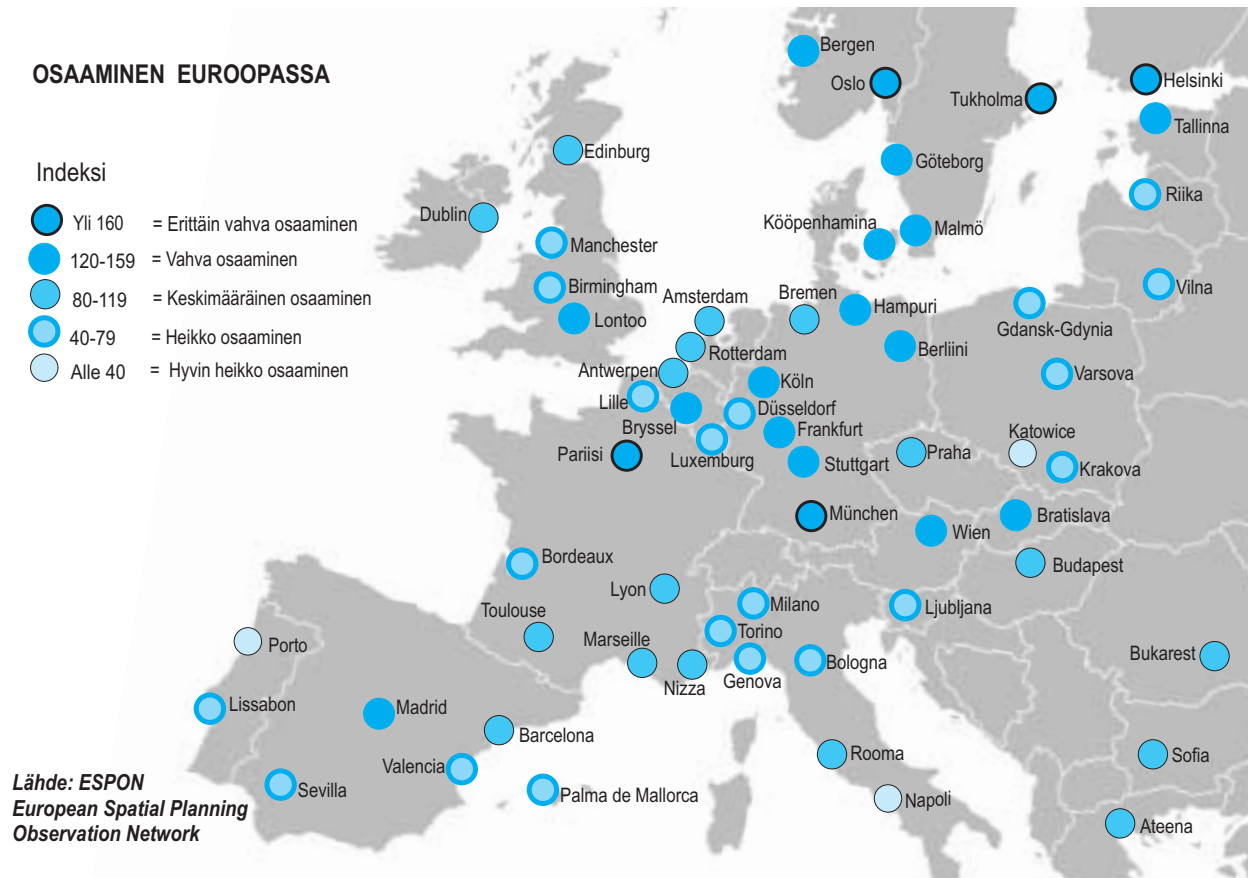 OSAAMINEN EUROOPASSA
Indeksi
Yli 160 = Erittäin vahva osaaminen
120-159 = Vahva osaaminen
80-119 = Keskimääräinen osaaminen
40-79 = Heikko osaaminen
Alle 40 = Hyvin heikko osaaminen
Bergen
Oslo
Tukholma
Helsinki
Tallinna
Edinburg
Göteborg
Riika
Dublin
Kööpenhamina
Malmö
Manchester
Birmingham
Vilna
Amsterdam
Bremen
Hampuri
Gdansk-Gdynia
Lontoo
Rotterdam
Berliini
Antwerpen
Köln
Varsova
Lille
Düsseldorf
Bryssel
Frankfurt
Katowice
Pariisi
Luxemburg
Stuttgart
Praha
Krakova
München
Bratislava
Wien
Bordeaux
Budapest
Lyon
Milano
Ljubljana
Toulouse
Torino
Porto
Marseille
Bukarest
Nizza
Genova
Bologna
Lissabon
Madrid
Barcelona
Rooma
Sofia
Valencia
Sevilla
Palma de Mallorca
Napoli
Ateena
Lähde: ESPON
European Spatial Planning
Observation Network